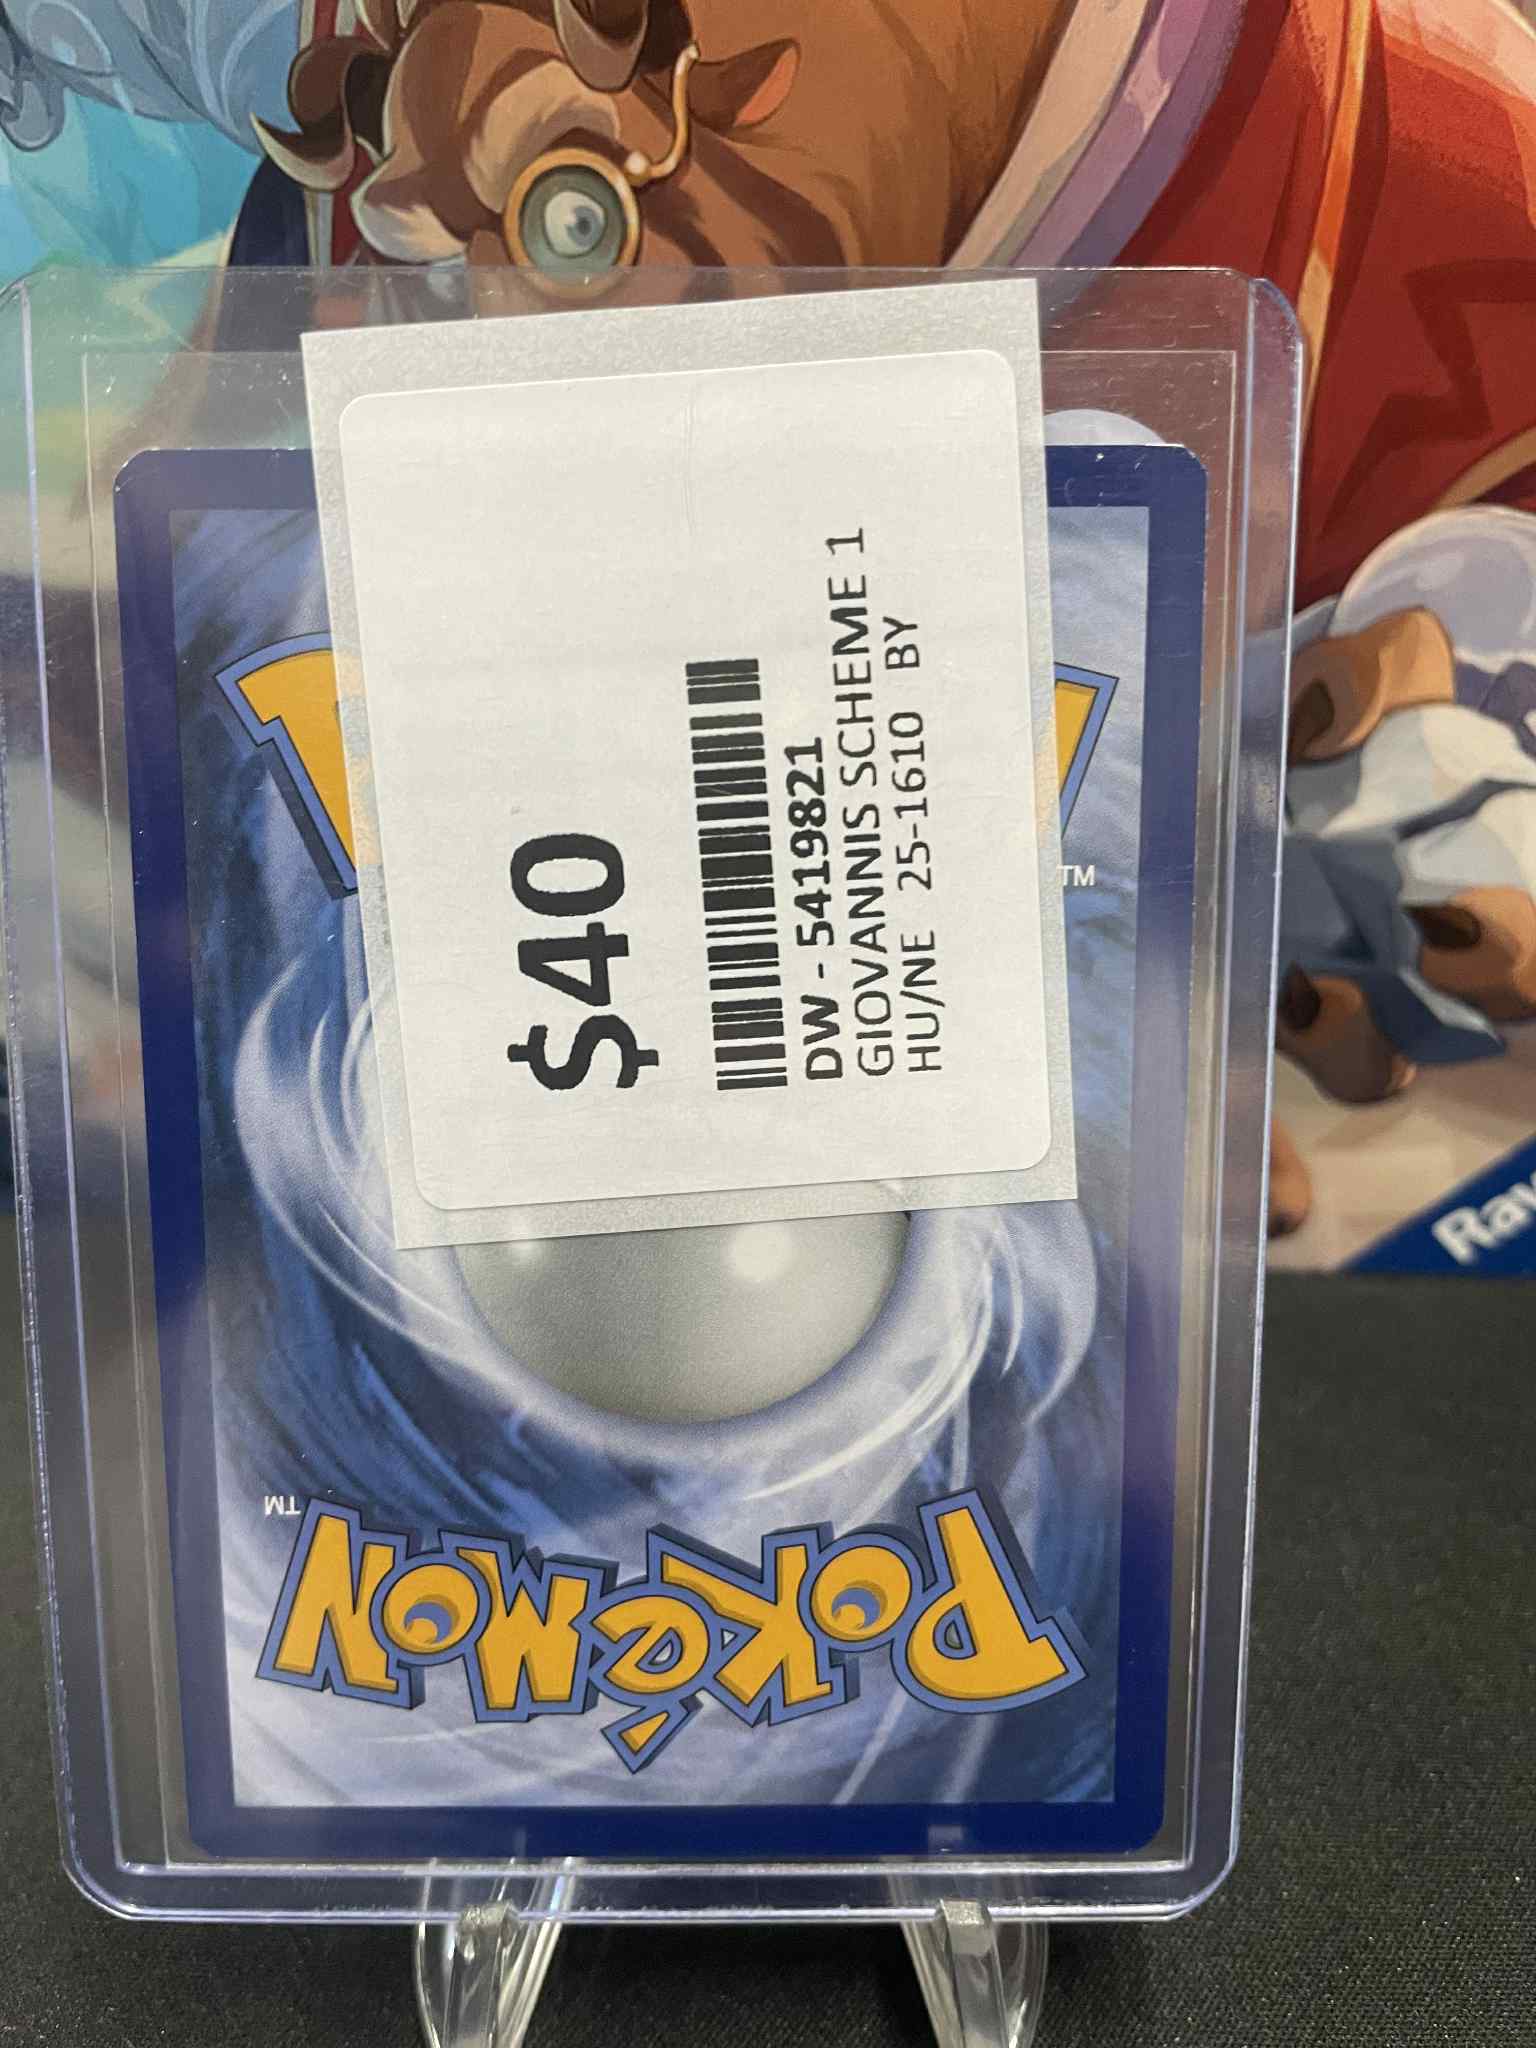 $40
DW - 5419821
GIOVANNIS SCHEME 1
HU/NE 25-1610 BY
TM
TM
POKéMON